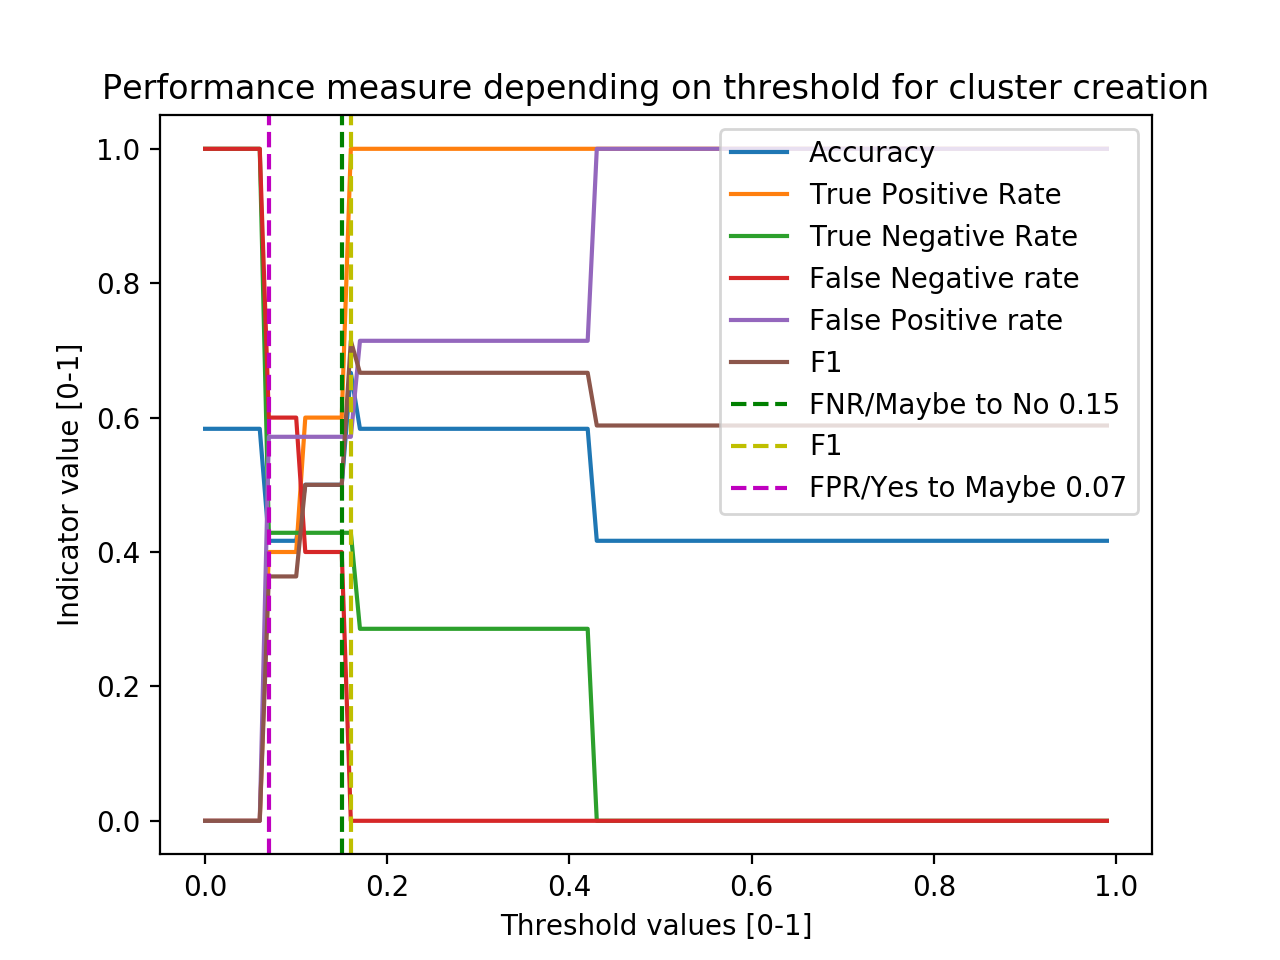 Performance measure depending on threshold for cluster creation
Indicator value [0-1]
1.0
0.8
0.6
0.4
0.2
0.0
Accuracy
True Positive Rate
True Negative Rate
False Negative rate
False Positive rate
F1
FNR/Maybe to No 0.15
F1
FPR/Yes to Maybe 0.07
0.0 0.2 0.4 0.6 0.8 1.0
Threshold values [0-1]